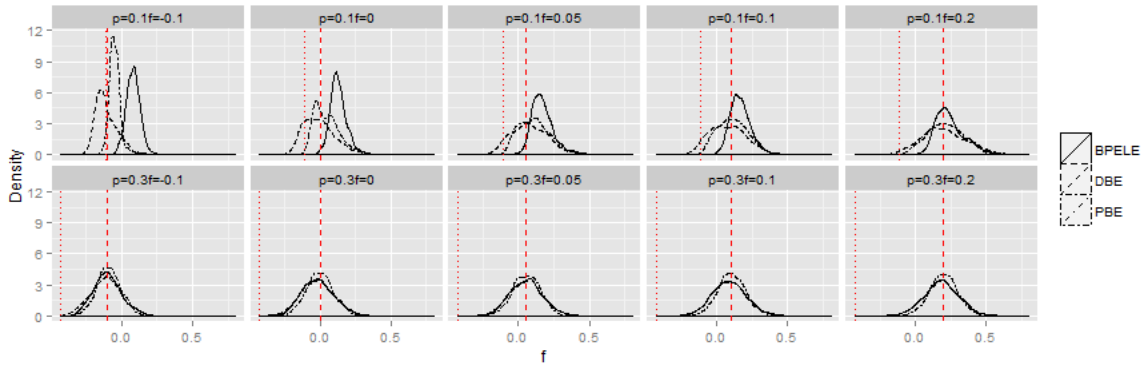 p=0.1f=-0.1 p=0.1f=0 p=0.1f=0.05 p=0.1f=0.1 p=0.1f=0.2
12
9
6
3
0
p=0.3f=-0.1 p=0.3f=0 p=0.3f=0.05 p=0.3f=0.1 p=0.3f=0.2
12
9
6
3
0
0.0 0.5 0.0 0.5 0.0 0.5 0.0 0.5 0.0 0.5
f
Density
BPELE
DBE
PBE